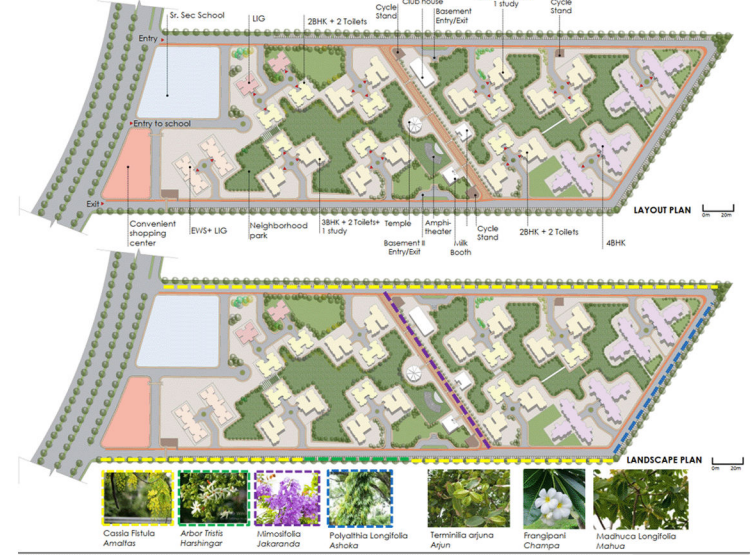 Sr. Sec School
LIG
2BHK + 2 Toilets
Cycle
Stand
Club house
Basement
Entry/Exit
1 study
Cycle
Stand
Entry
Entry to school
Exit
Convenient
shopping
center
EWS+ LIG
Neighborhood
park
3BHK + 2 Toilets+
1 study
Temple
Basement II
Entry/Exit
Amphi-
theater
Milk
Booth
Cycle
Stand
2BHK + 2 Toilets
4BHK
LAYOUT PLAN
0m 20m
LANDSCAPE PLAN
0m 20m
Cassia Fistula
Amaltas
Arbor Tristis
Harshingar
Mimosifolia
Jakaranda
Polyalthia Longifolia
Ashoka
Terminilia arjuna
Arjun
Frangipani
Champa
Madhuca Longifolia
Mahua